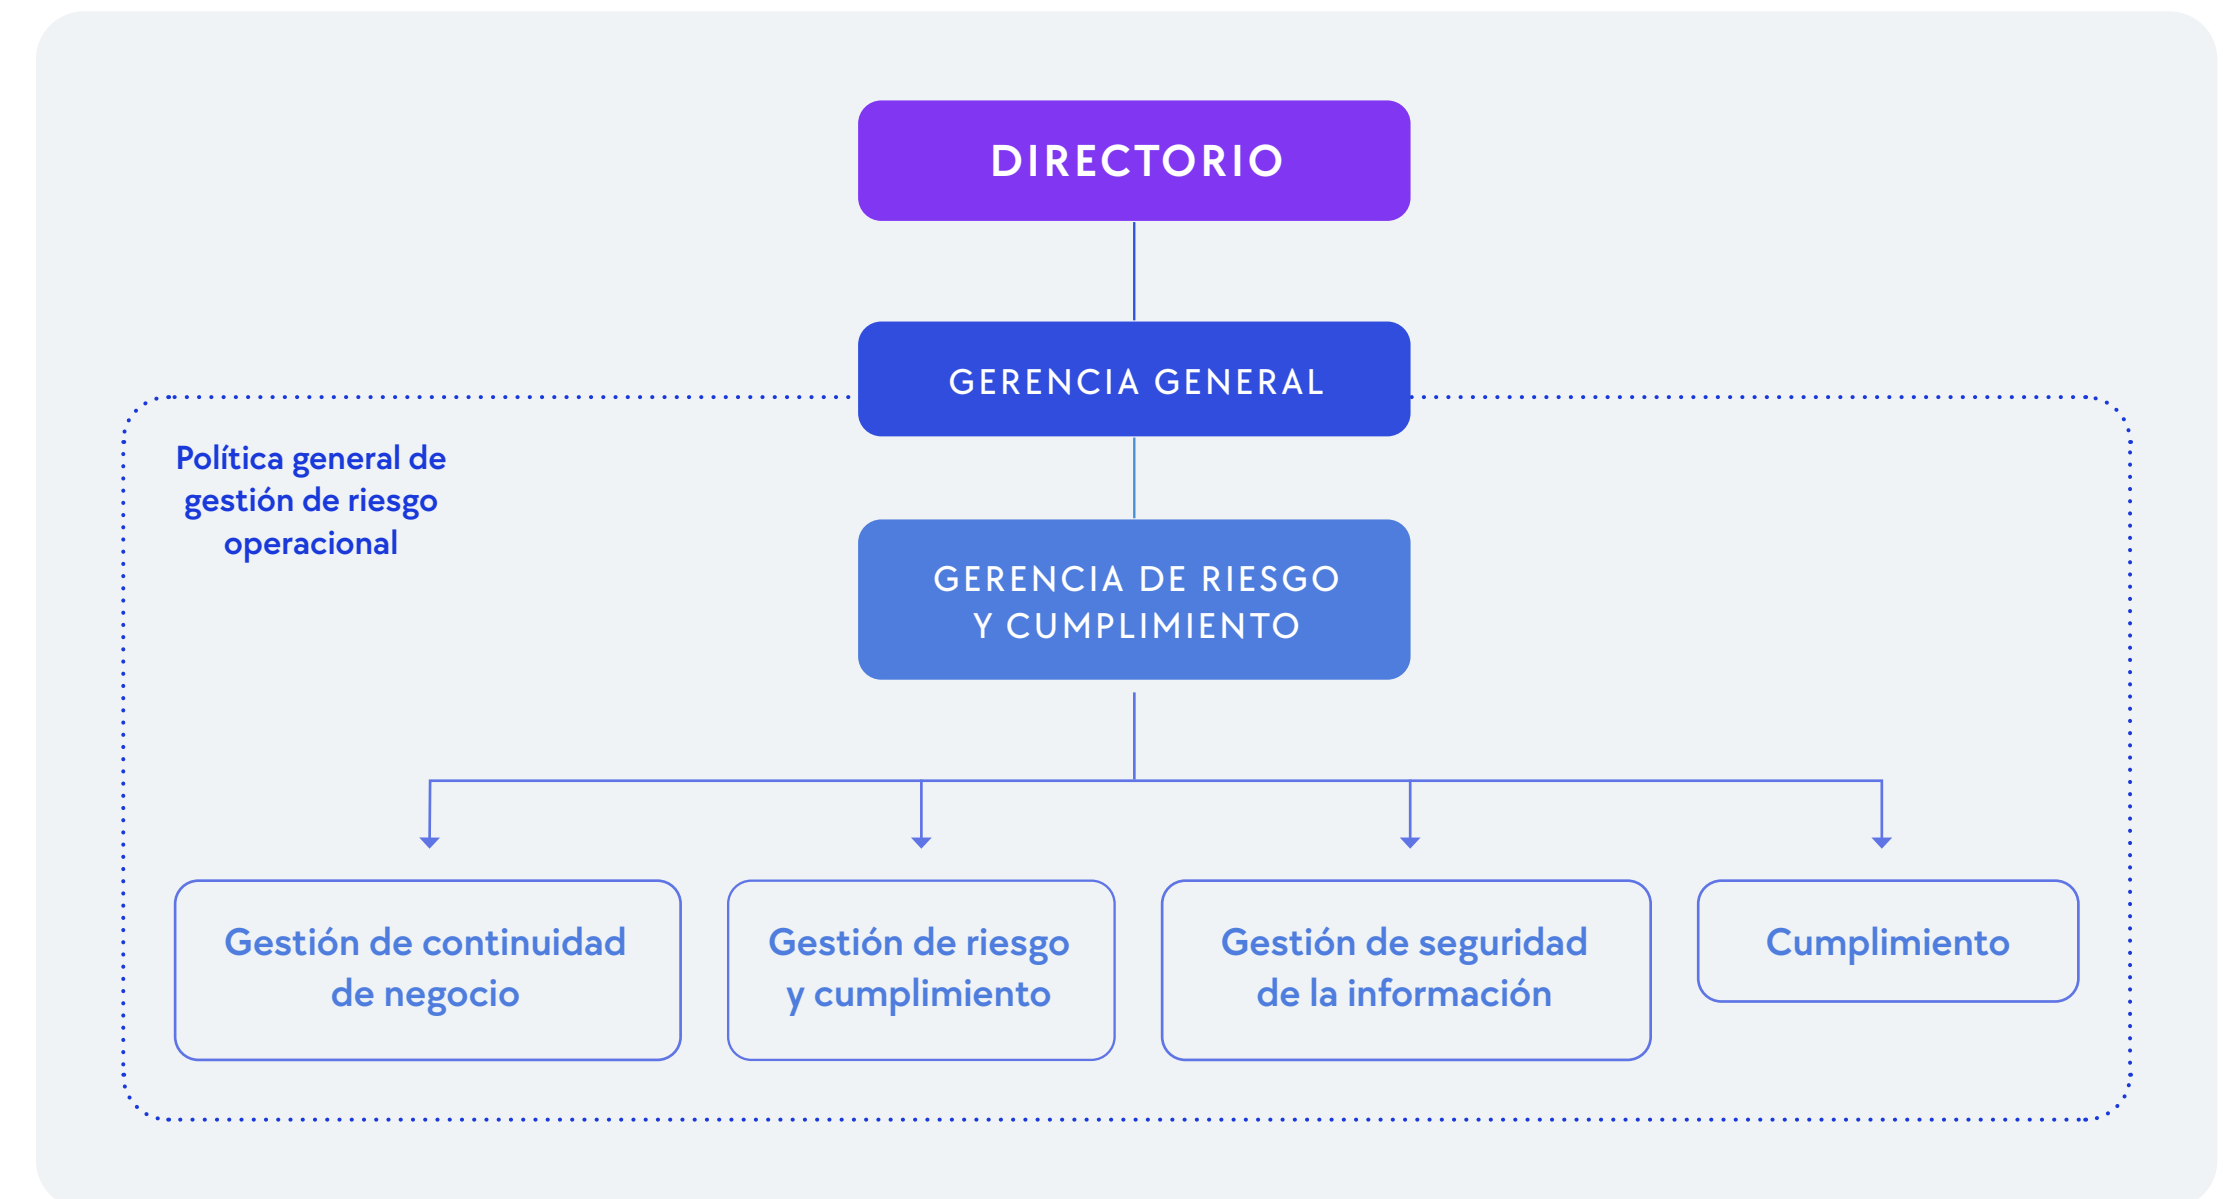 DIRECTORIO
GERENCIA GENERAL
Política general de
gestión de riesgo
operacional
GERENCIA DE RIESGO
Y CUMPLIMIENTO
Gestión de continuidad
de negocio
Gestión de riesgo
y cumplimiento
Gestión de seguridad
de la información
Cumplimiento